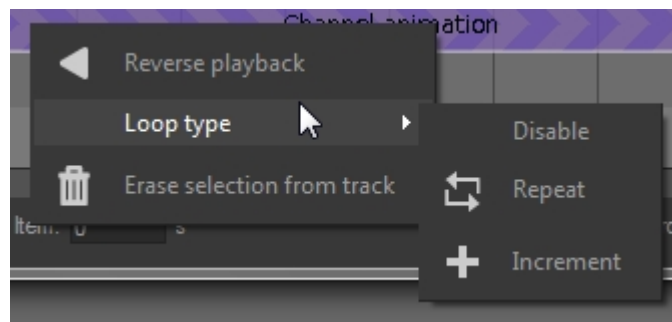 Channel animation
Reverse playback
Loop type
Disable
Erase selection from track
Repeat
Item: 0 s
Increment